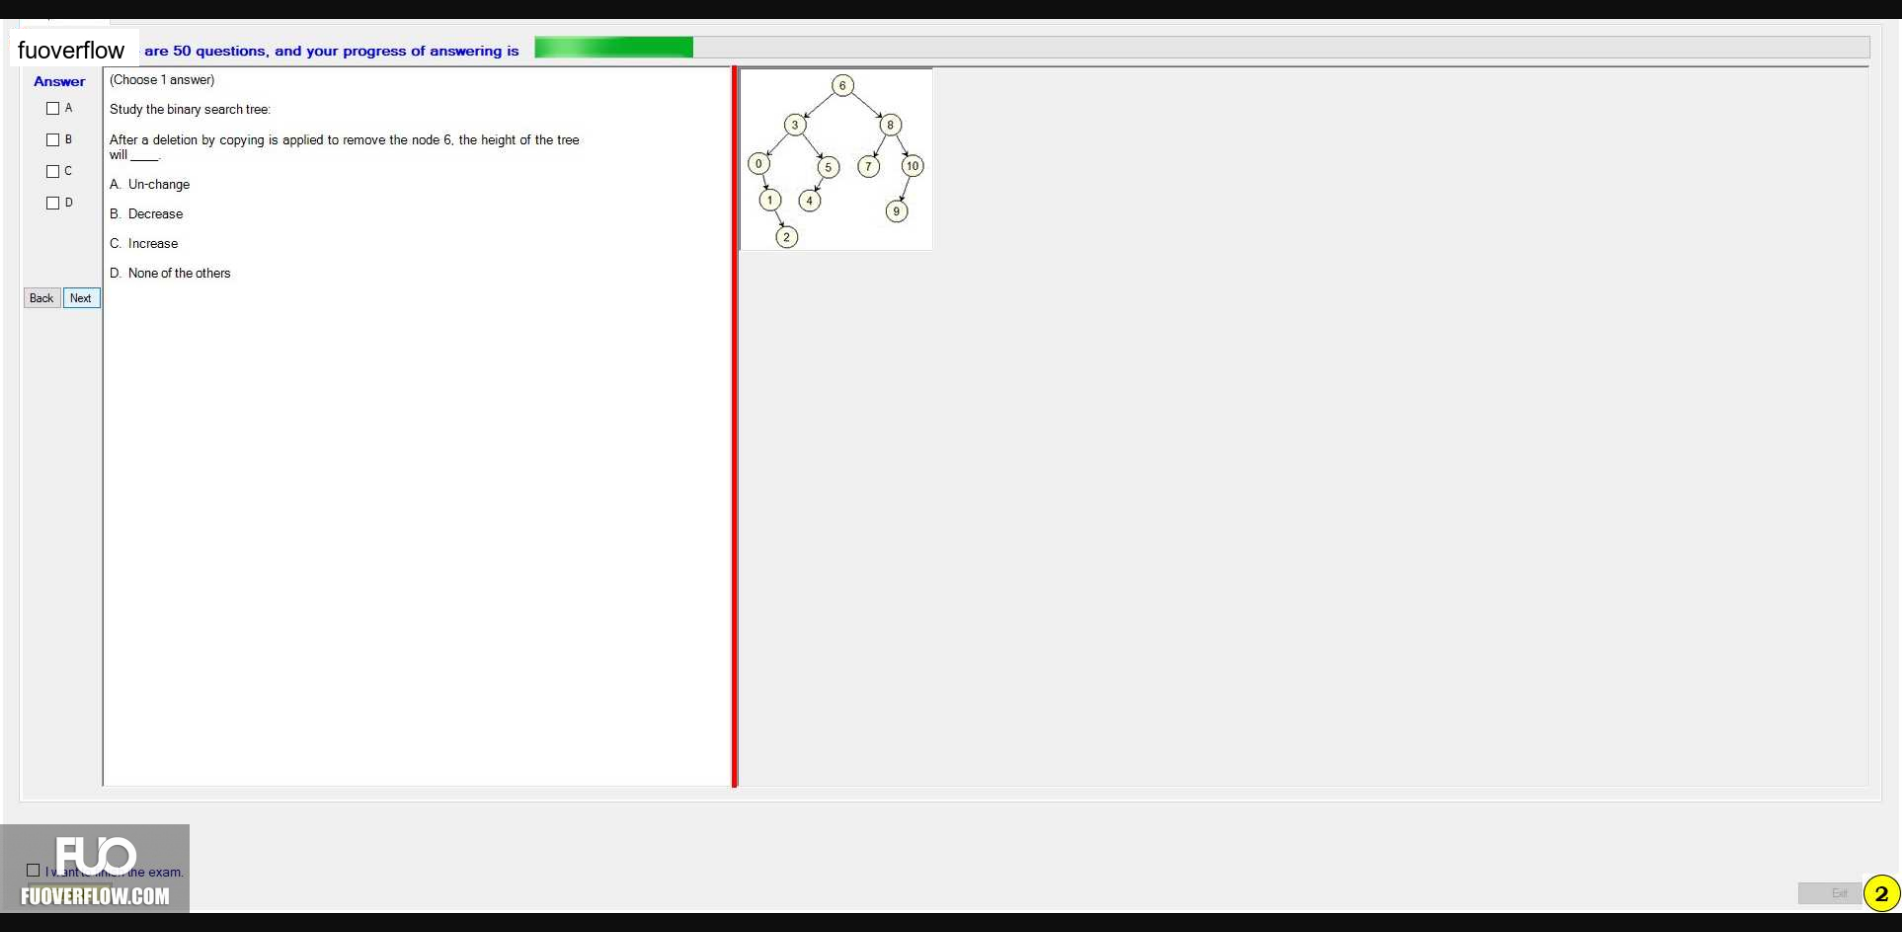 fuoverflow are 50 questions, and your progress of answering is
Answer
A
B
C
D
Back Next
(Choose 1 answer)
Study the binary search tree:
After a deletion by copying is applied to remove the node 6, the height of the tree
will ____.
A. Un-change
B. Decrease
C. Increase
D. None of the others
6
3 8
0 5 7 10
1 4 9
2
FUO
I want to finish the exam.
FUOVERFLOW.COM
Exit
2